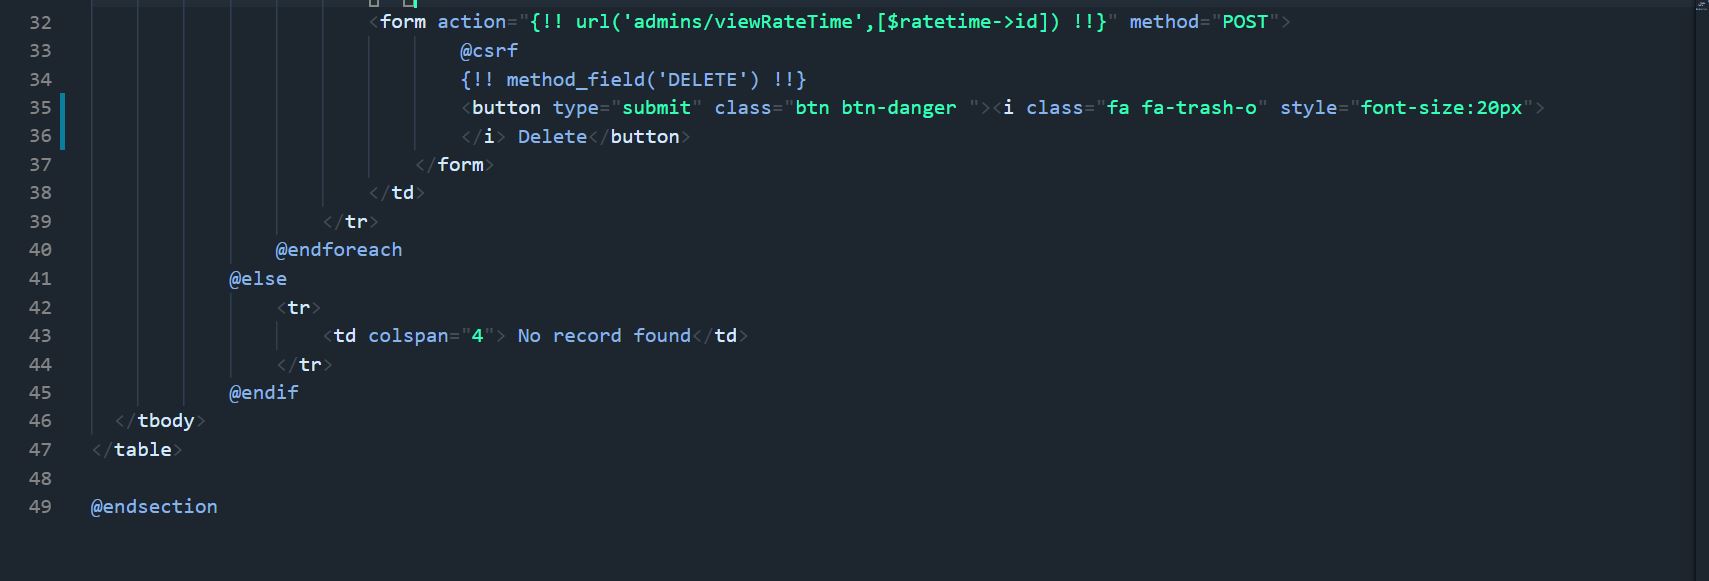 32 <form action="{!! url('admins/viewRateTime',[$ratetime->id]) !!}" method="POST">
33 @csrf
34 {!! method_field('DELETE') !!}
35 <button type="submit" class="btn btn-danger "><i class="fa fa-trash-o" style="font-size:20px">
36 </i> Delete</button>
37 </form>
38 </td>
39 </tr>
40 @endforeach
41 @else
42 <tr>
43 <td colspan="4"> No record found</td>
44 </tr>
45 @endif
46 </tbody>
47 </table>
48
49 @endsection